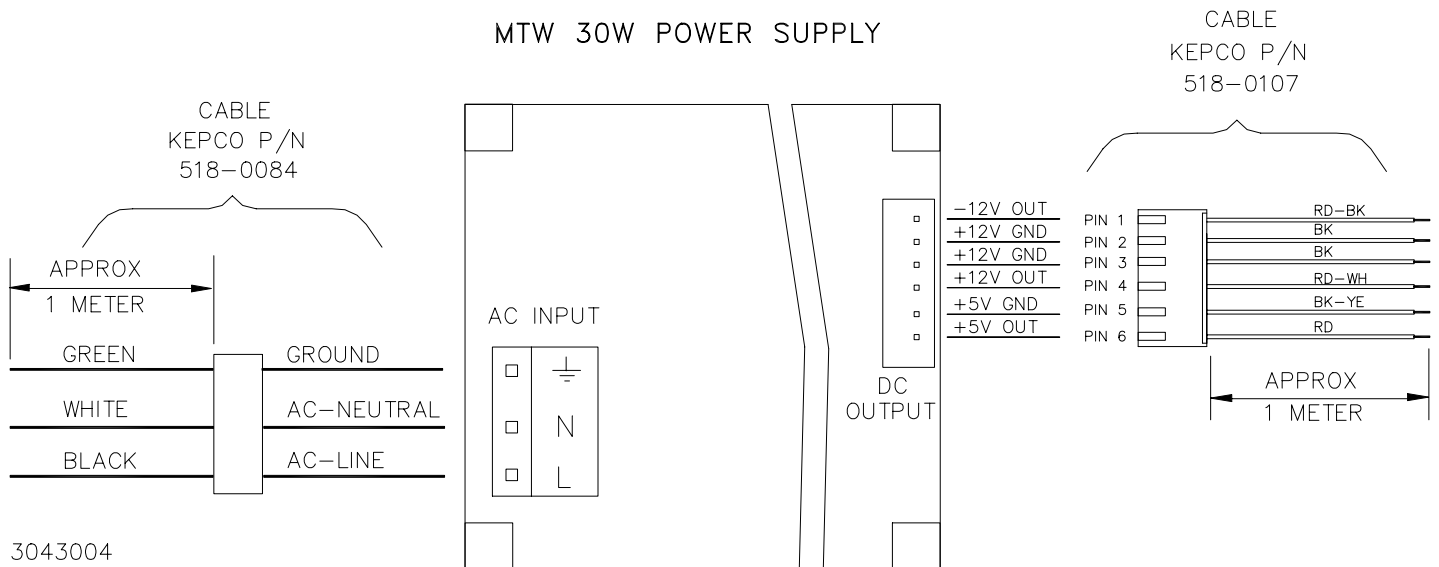 MTW 30W POWER SUPPLY
CABLE
KEPCO P/N
518-0107
CABLE
KEPCO P/N
518-0084
APPROX
1 METER
GREEN
WHITE
BLACK
GROUND
AC-NEUTRAL
AC-LINE
AC INPUT
N
L
DC
OUTPUT
-12V OUT
+12V GND
+12V GND
+12V OUT
+5V GND
+5V OUT
PIN 1
PIN 2
PIN 3
PIN 4
PIN 5
PIN 6
RD-BK
BK
BK
RD-WH
BK-YE
RD
APPROX
1 METER
3043004